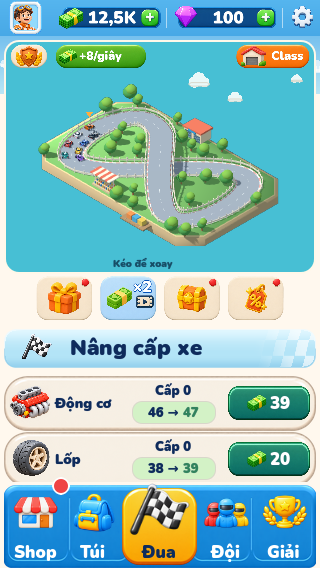 12,5K +
100 +
+8/giây
Class
Kéo để xoay
x2
%
Nâng cấp xe
Động cơ
Cấp 0
46 → 47
39
Lốp
Cấp 0
38 → 39
20
Shop
Túi
Đua
Đội
Giải